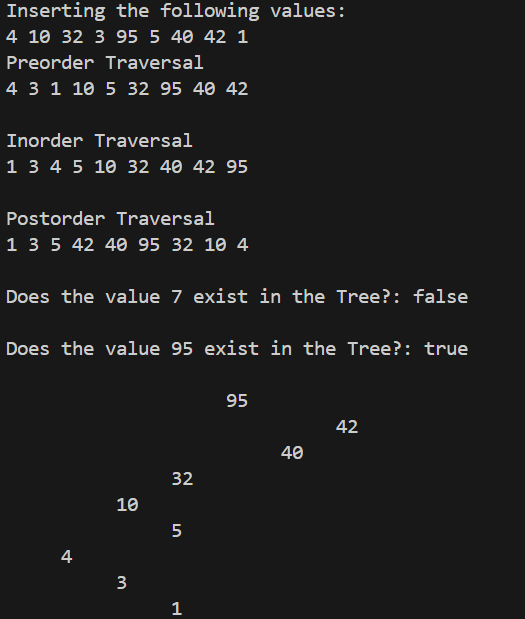 Inserting the following values:
4 10 32 3 95 5 40 42 1
Preorder Traversal
4 3 1 10 5 32 95 40 42
Inorder Traversal
1 3 4 5 10 32 40 42 95
Postorder Traversal
1 3 5 42 40 95 32 10 4
Does the value 7 exist in the Tree?: false
Does the value 95 exist in the Tree?: true
95
42
40
32
10
5
4
3
1